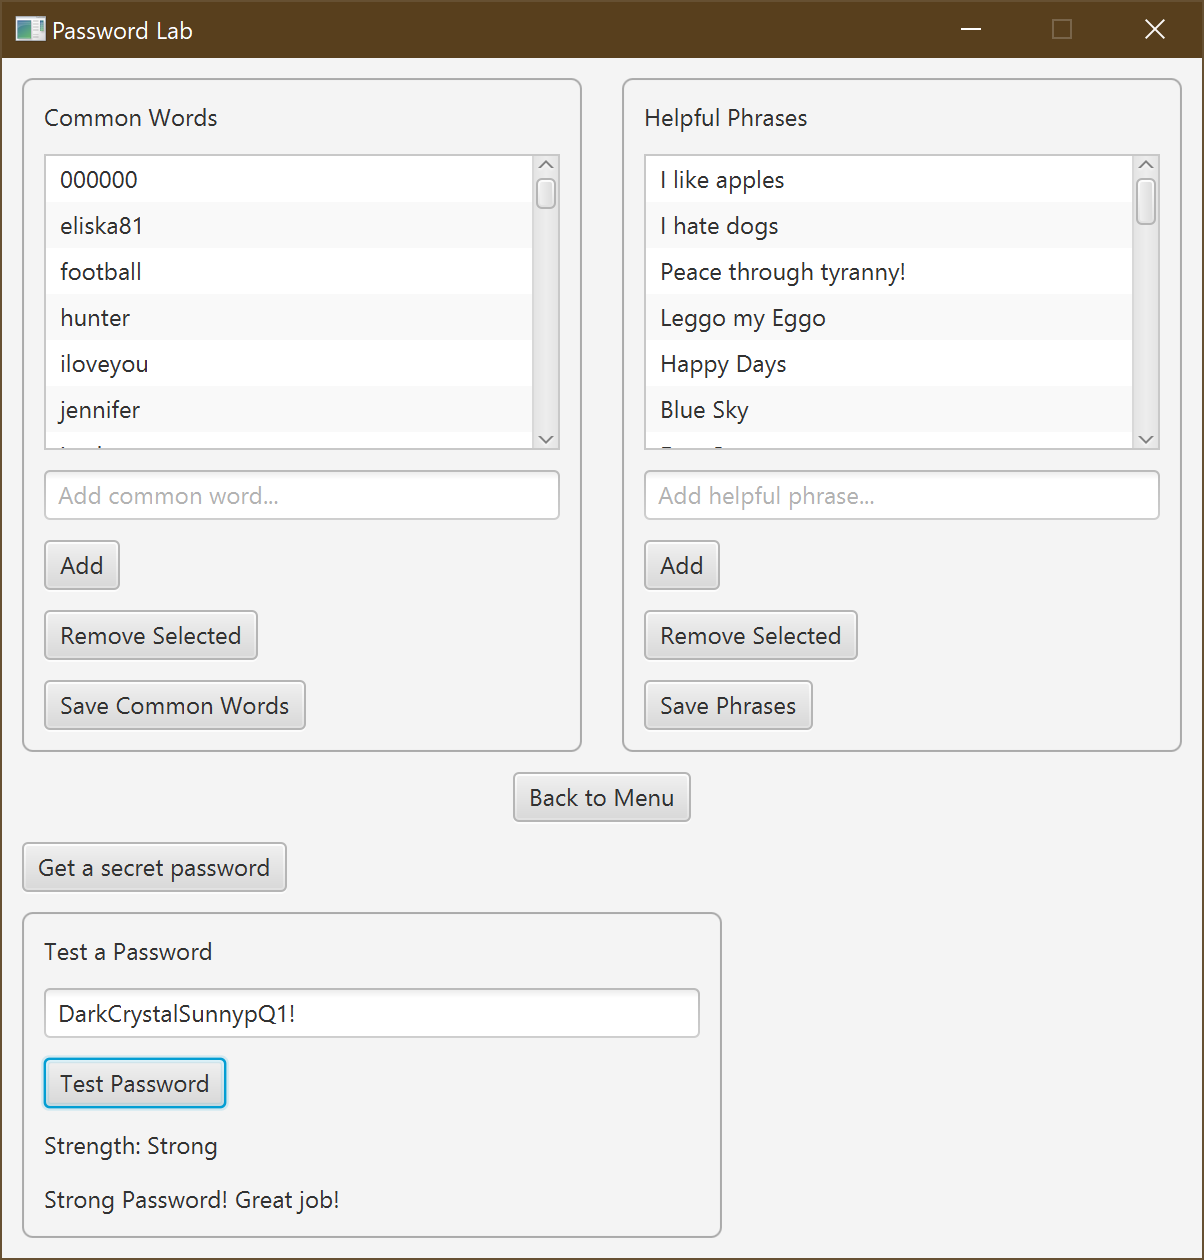 Password Lab
Common Words
000000
eliska81
football
hunter
iloveyou
jennifer
Add common word...
Add
Remove Selected
Save Common Words
Helpful Phrases
I like apples
I hate dogs
Peace through tyranny!
Leggo my Eggo
Happy Days
Blue Sky
Add helpful phrase...
Add
Remove Selected
Save Phrases
Back to Menu
Get a secret password
Test a Password
DarkCrystalSunnypQ1!
Test Password
Strength: Strong
Strong Password! Great job!